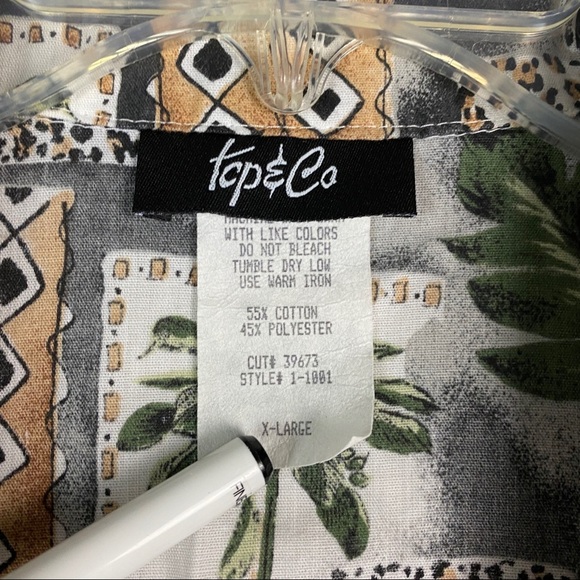 Top&Co
WITH LIKE COLORS
DO NOT BLEACH
TUMBLE DRY LOW
USE WARM IRON
55% COTTON
45% POLYESTER
CUT# 39673
STYLE# 1-1001
X-LARGE